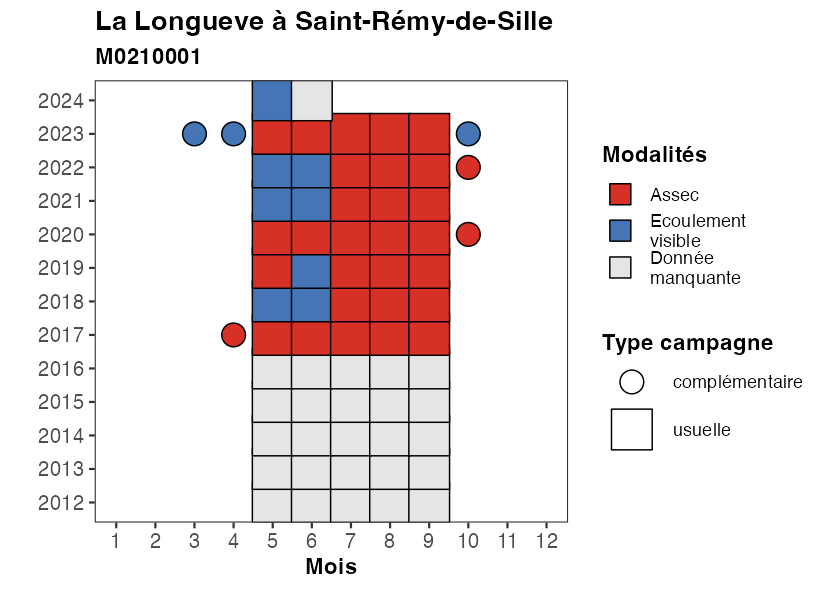 La Longueve à Saint-Rémy-de-Sille
M0210001
2024
2023
2022
2021
2020
2019
2018
2017
2016
2015
2014
2013
2012
1 2 3 4 5 6 7 8 9 10 11 12
Mois
Modalités
Assec
Ecoulement
visible
Donnée
manquante
Type campagne
complémentaire
usuelle